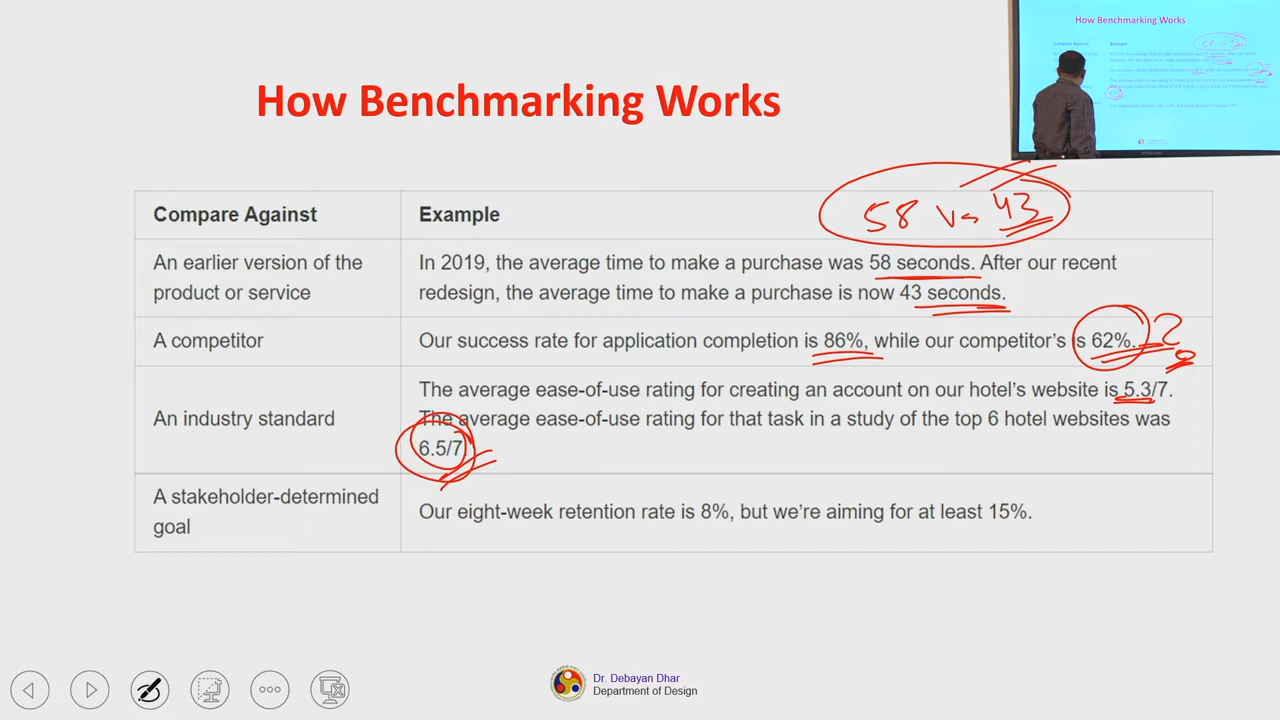 How Benchmarking Works
How Benchmarking Works
Compare Against
Example
58 vs 43
An earlier version of the
product or service
In 2019, the average time to make a purchase was 58 seconds. After our recent
redesign, the average time to make a purchase is now 43 seconds.
A competitor
Our success rate for application completion is 86%, while our competitor's is 62%. ?
An industry standard
The average ease-of-use rating for creating an account on our hotel's website is 5.3/7.
The average ease-of-use rating for that task in a study of the top 6 hotel websites was
6.5/7
A stakeholder-determined
goal
Our eight-week retention rate is 8%, but we're aiming for at least 15%.
Dr. Debayan Dhar
Department of Design